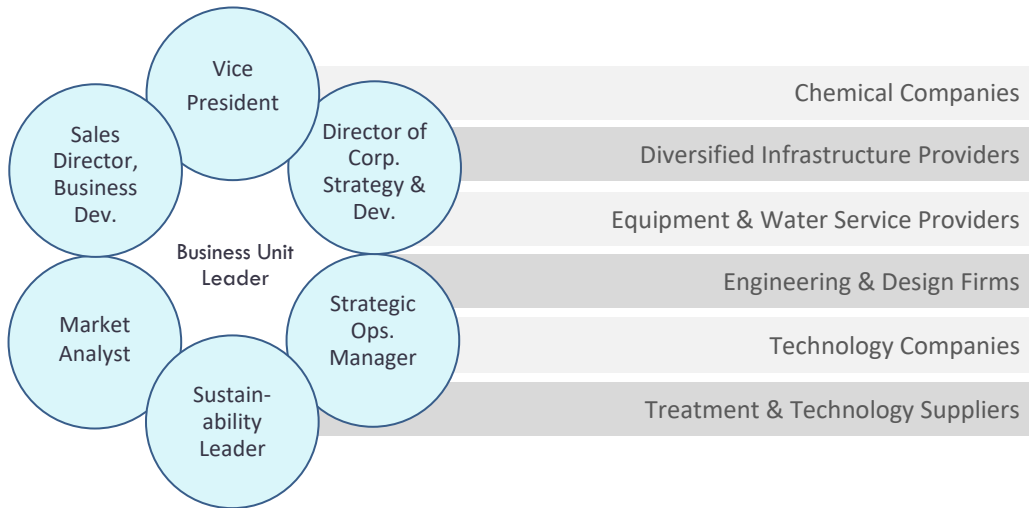 Vice
President
Sales
Director,
Business
Dev.
Director of
Corp.
Strategy &
Dev.
Business Unit
Leader
Market
Analyst
Strategic
Ops.
Manager
Sustain-
ability
Leader
Chemical Companies
Diversified Infrastructure Providers
Equipment & Water Service Providers
Engineering & Design Firms
Technology Companies
Treatment & Technology Suppliers